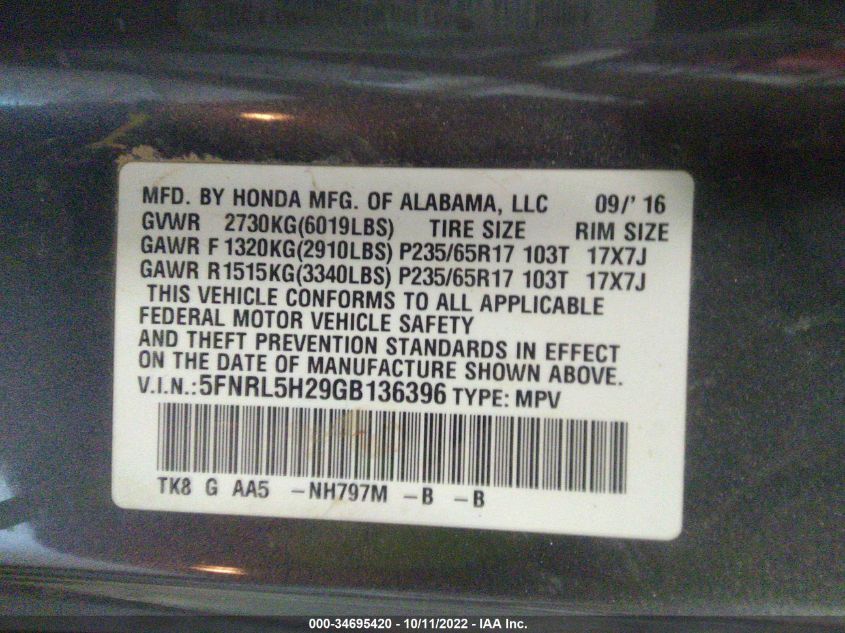 MFD. BY HONDA MFG. OF ALABAMA, LLC 09/' 16
GVWR 2730KG(6019LBS) TIRE SIZE RIM SIZE
GAWR F 1320KG(2910LBS) P235/65R17 103T 17X7J
GAWR R 1515KG(3340LBS) P235/65R17 103T 17X7J
THIS VEHICLE CONFORMS TO ALL APPLICABLE
FEDERAL MOTOR VEHICLE SAFETY
AND THEFT PREVENTION STANDARDS IN EFFECT
ON THE DATE OF MANUFACTURE SHOWN ABOVE.
V.I.N.: 5FNRL5H29GB136396 TYPE: MPV
TK8 G AA5 -NH797M -B -B
000-34695420 - 10/11/2022 - IAA Inc.